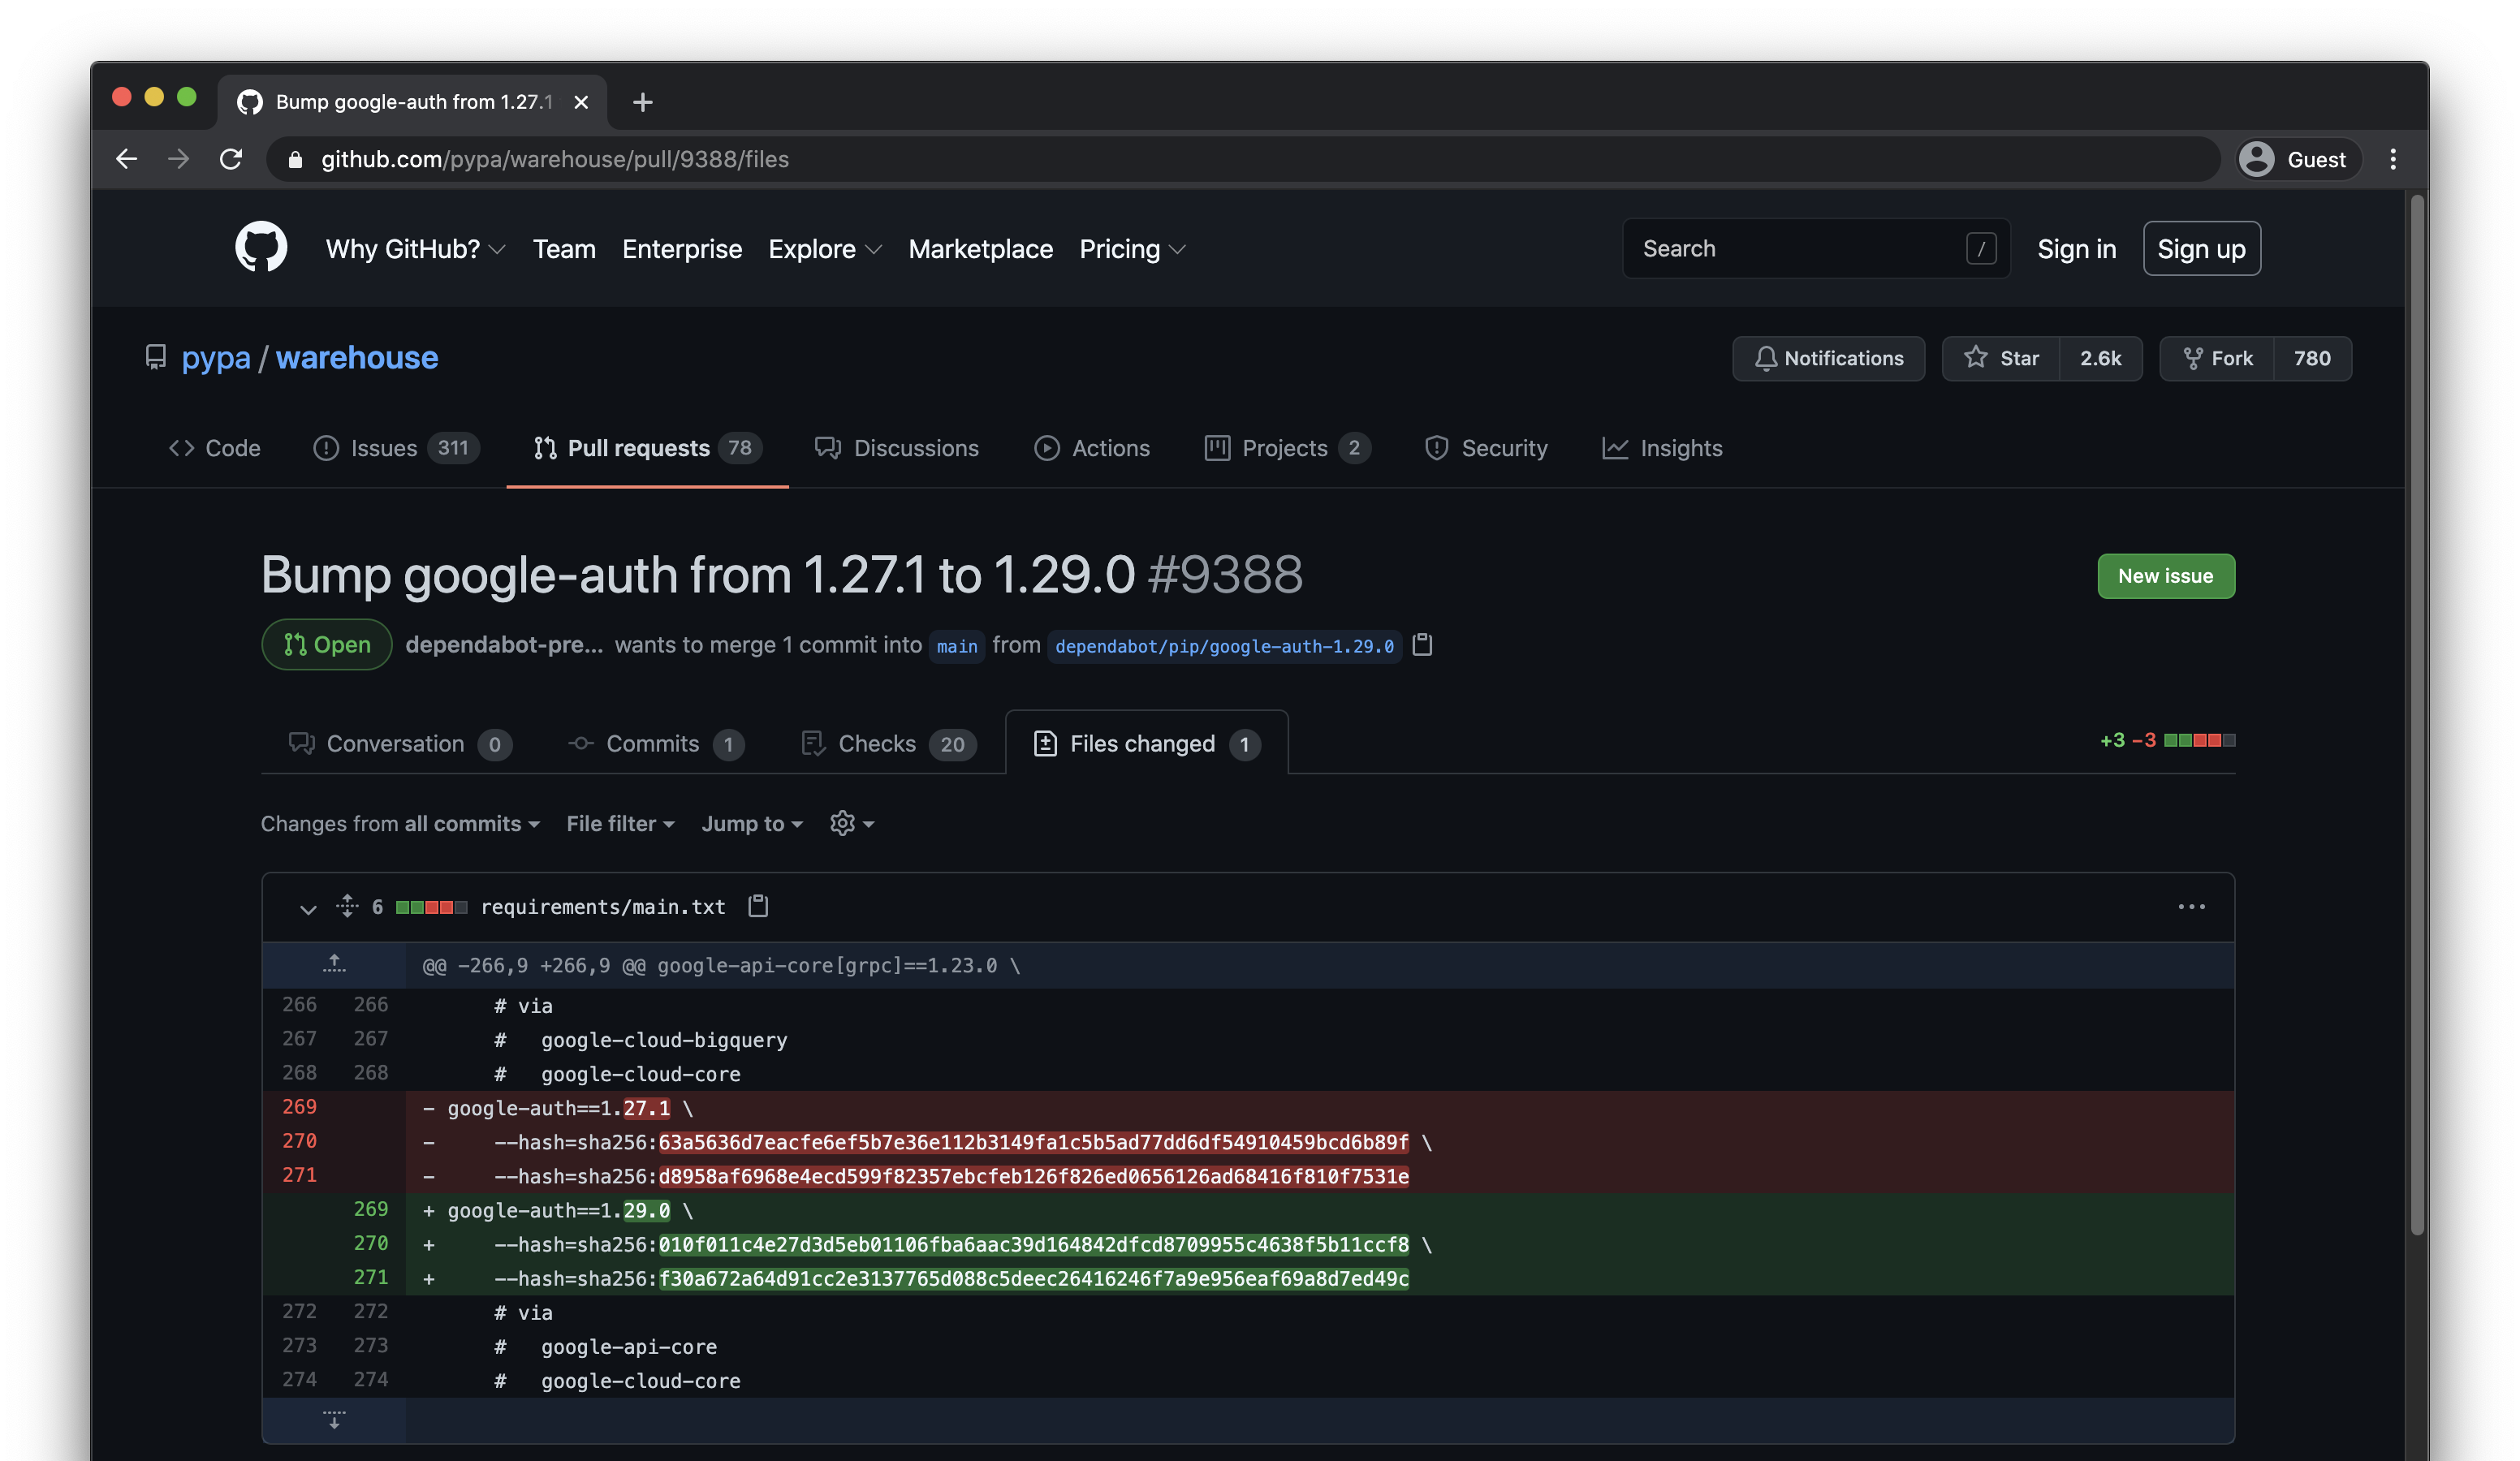 Bump google-auth from 1.27.1
github.com/pypa/warehouse/pull/9388/files
Guest
Why GitHub? Team Enterprise Explore Marketplace Pricing
Search /
Sign in Sign up
pypa / warehouse
Notifications Star 2.6k Fork 780
Code Issues 311 Pull requests 78 Discussions Actions Projects 2 Security Insights
Bump google-auth from 1.27.1 to 1.29.0 #9388
New issue
Open dependabot-pre... wants to merge 1 commit into main from dependabot/pip/google-auth-1.29.0
Conversation 0 Commits 1 Checks 20 Files changed 1
+3 −3
Changes from all commits File filter Jump to
6 requirements/main.txt
@@ -266,9 +266,9 @@ google-api-core[grpc]==1.23.0 \
266 266 # via
267 267 #   google-cloud-bigquery
268 268 #   google-cloud-core
269 - google-auth==1.27.1 \
270 -     --hash=sha256:63a5636d7eacfe6ef5b7e36e112b3149fa1c5b5ad77dd6df54910459bcd6b89f \
271 -     --hash=sha256:d8958af6968e4ecd599f82357ebcfeb126f826ed0656126ad68416f810f7531e
269 + google-auth==1.29.0 \
270 +     --hash=sha256:010f011c4e27d3d5eb01106fba6aac39d164842dfcd8709955c4638f5b11ccf8 \
271 +     --hash=sha256:f30a672a64d91cc2e3137765d088c5deec26416246f7a9e956eaf69a8d7ed49c
272 272 # via
273 273 #   google-api-core
274 274 #   google-cloud-core